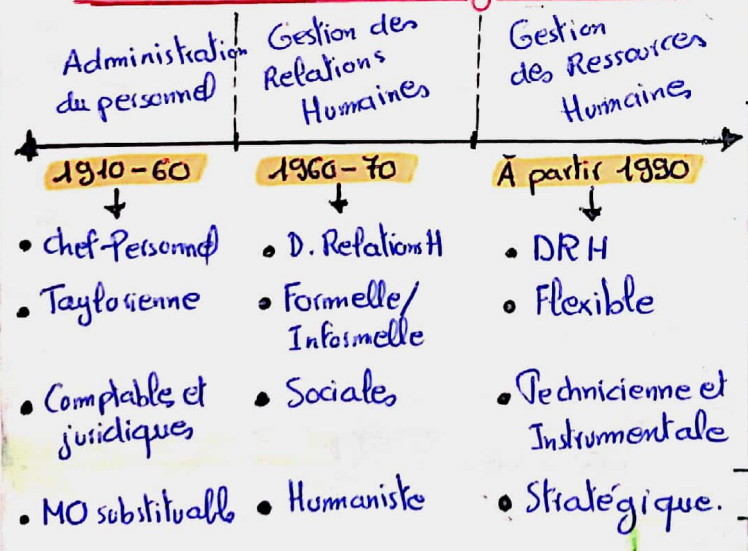 Administration
du personnel
Gestion des
Relations
Humaines
Gestion
des Ressources
Humaines
1910-60
1960-70
À partir 1990
• chef-Personnel
• Taylorienne
• Comptables et
juridiques
• MO substituable
• D. Relations H
• Formelle/
Informelle
• Sociales
• Humaniste
• DRH
• Flexible
• Technicienne et
Instrumentale
• Stratégique.